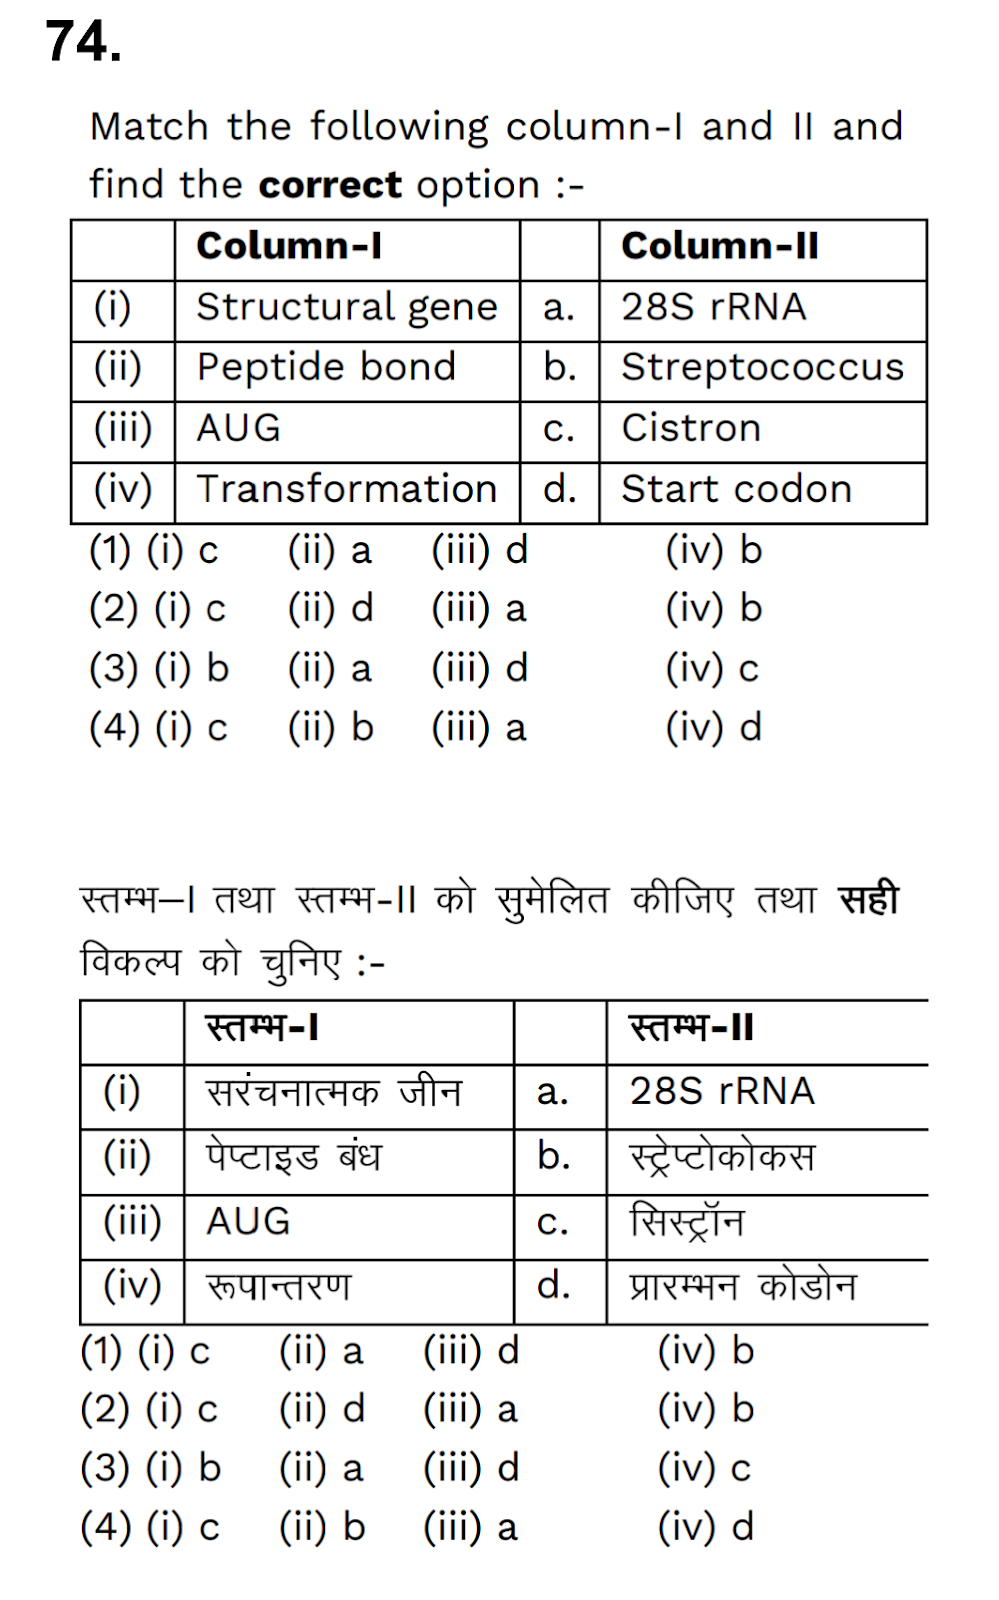 74.
Match the following column-I and II and
find the correct option :-
Column-I Column-II
(i) Structural gene a. 28S rRNA
(ii) Peptide bond b. Streptococcus
(iii) AUG c. Cistron
(iv) Transformation d. Start codon
(1) (i) c (ii) a (iii) d (iv) b
(2) (i) c (ii) d (iii) a (iv) b
(3) (i) b (ii) a (iii) d (iv) c
(4) (i) c (ii) b (iii) a (iv) d
स्तम्भ–I तथा स्तम्भ-II को सुमेलित कीजिए तथा सही
विकल्प को चुनिए :-
स्तम्भ-I स्तम्भ-II
(i) सरंचनात्मक जीन a. 28S rRNA
(ii) पेप्टाइड बंध b. स्ट्रेप्टोकोकस
(iii) AUG c. सिस्ट्रॉन
(iv) रूपान्तरण d. प्रारम्भन कोडोन
(1) (i) c (ii) a (iii) d (iv) b
(2) (i) c (ii) d (iii) a (iv) b
(3) (i) b (ii) a (iii) d (iv) c
(4) (i) c (ii) b (iii) a (iv) d